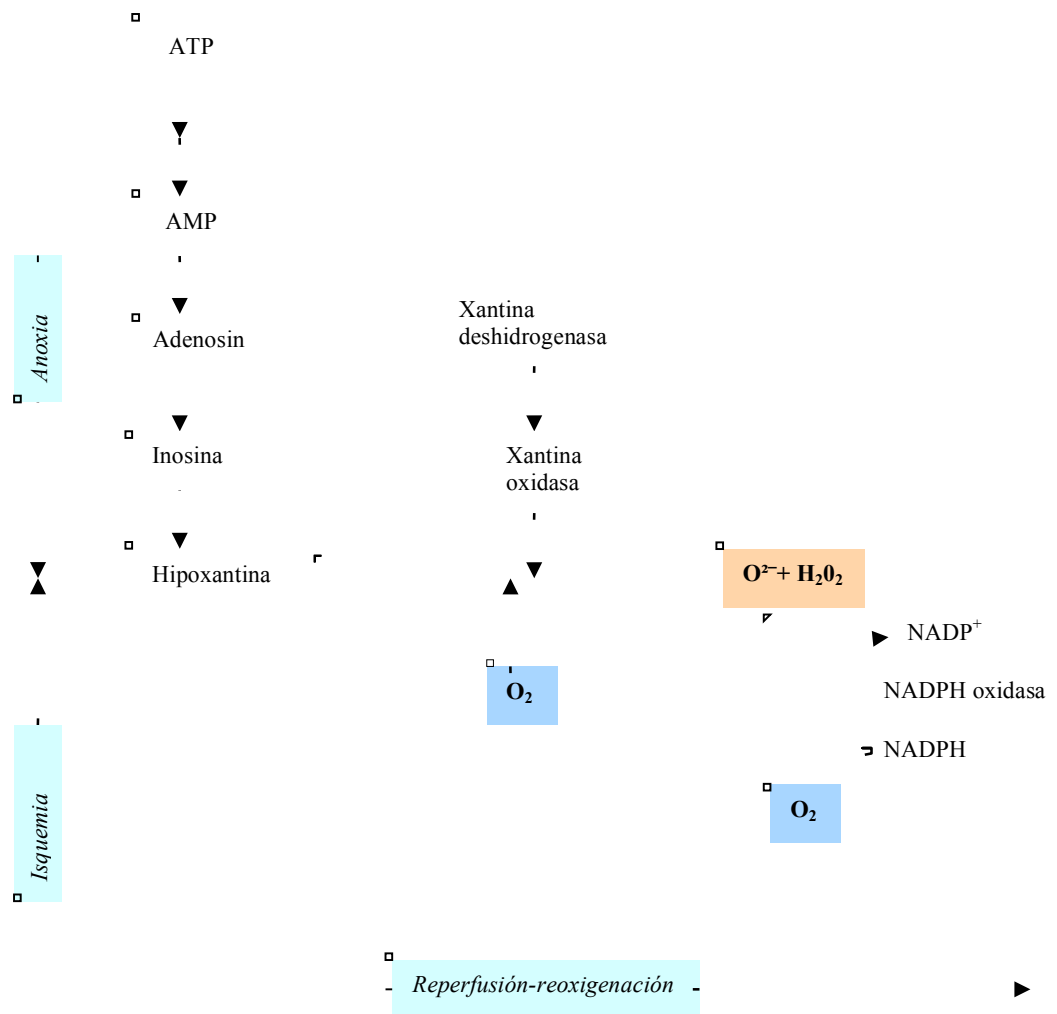 ATP
AMP
Anoxia
Adenosin
Xantina
deshidrogenasa
Inosina
Xantina
oxidasa
Hipoxantina
O²⁻+ H₂0₂
NADP⁺
NADPH oxidasa
O₂
NADPH
O₂
Isquemia
Reperfusión-reoxigenación